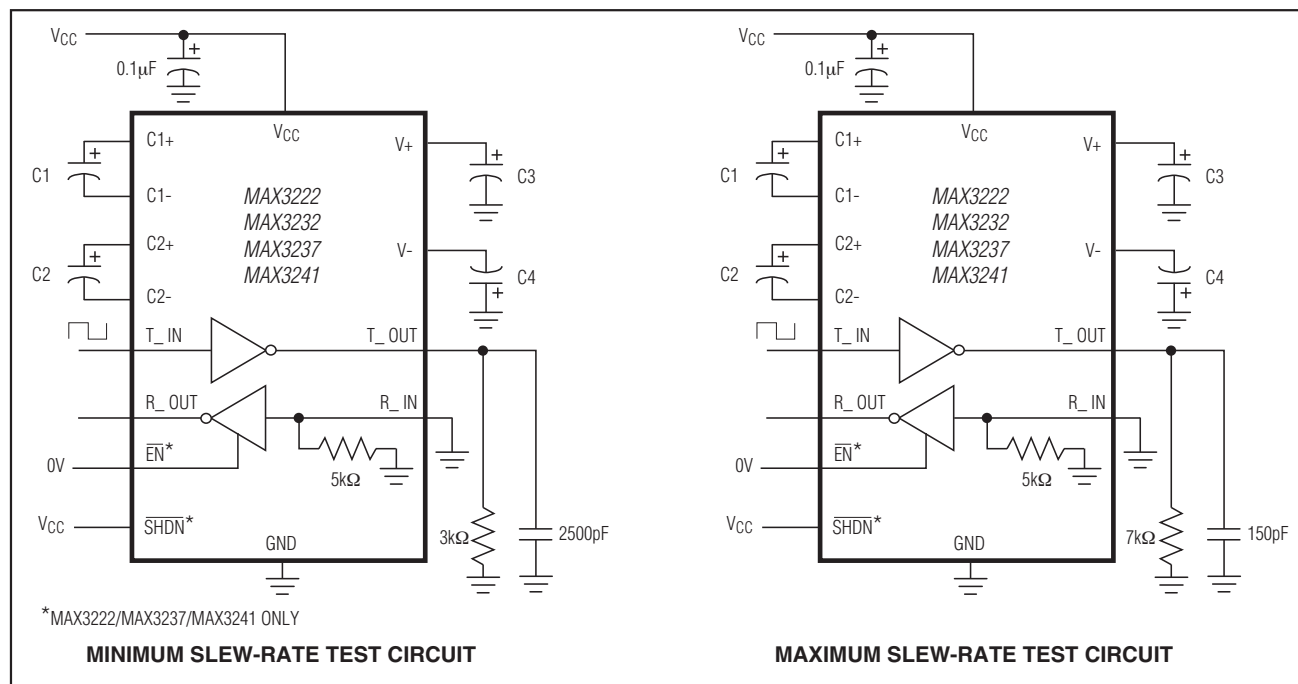 VCC
0.1µF
+
VCC
C1+
C1
+
C1-
V+
+
C3
MAX3222
MAX3232
MAX3237
MAX3241
C2+
C2
+
C2-
V-
C4
+
T_ IN
T_ OUT
R_ OUT
R_ IN
0V
EN*
5kΩ
VCC
SHDN*
GND
3kΩ
2500pF
*MAX3222/MAX3237/MAX3241 ONLY
MINIMUM SLEW-RATE TEST CIRCUIT
VCC
0.1µF
+
VCC
C1+
C1
+
C1-
V+
+
C3
MAX3222
MAX3232
MAX3237
MAX3241
C2+
C2
+
C2-
V-
C4
+
T_ IN
T_ OUT
R_ OUT
R_ IN
0V
EN*
5kΩ
VCC
SHDN*
GND
7kΩ
150pF
MAXIMUM SLEW-RATE TEST CIRCUIT